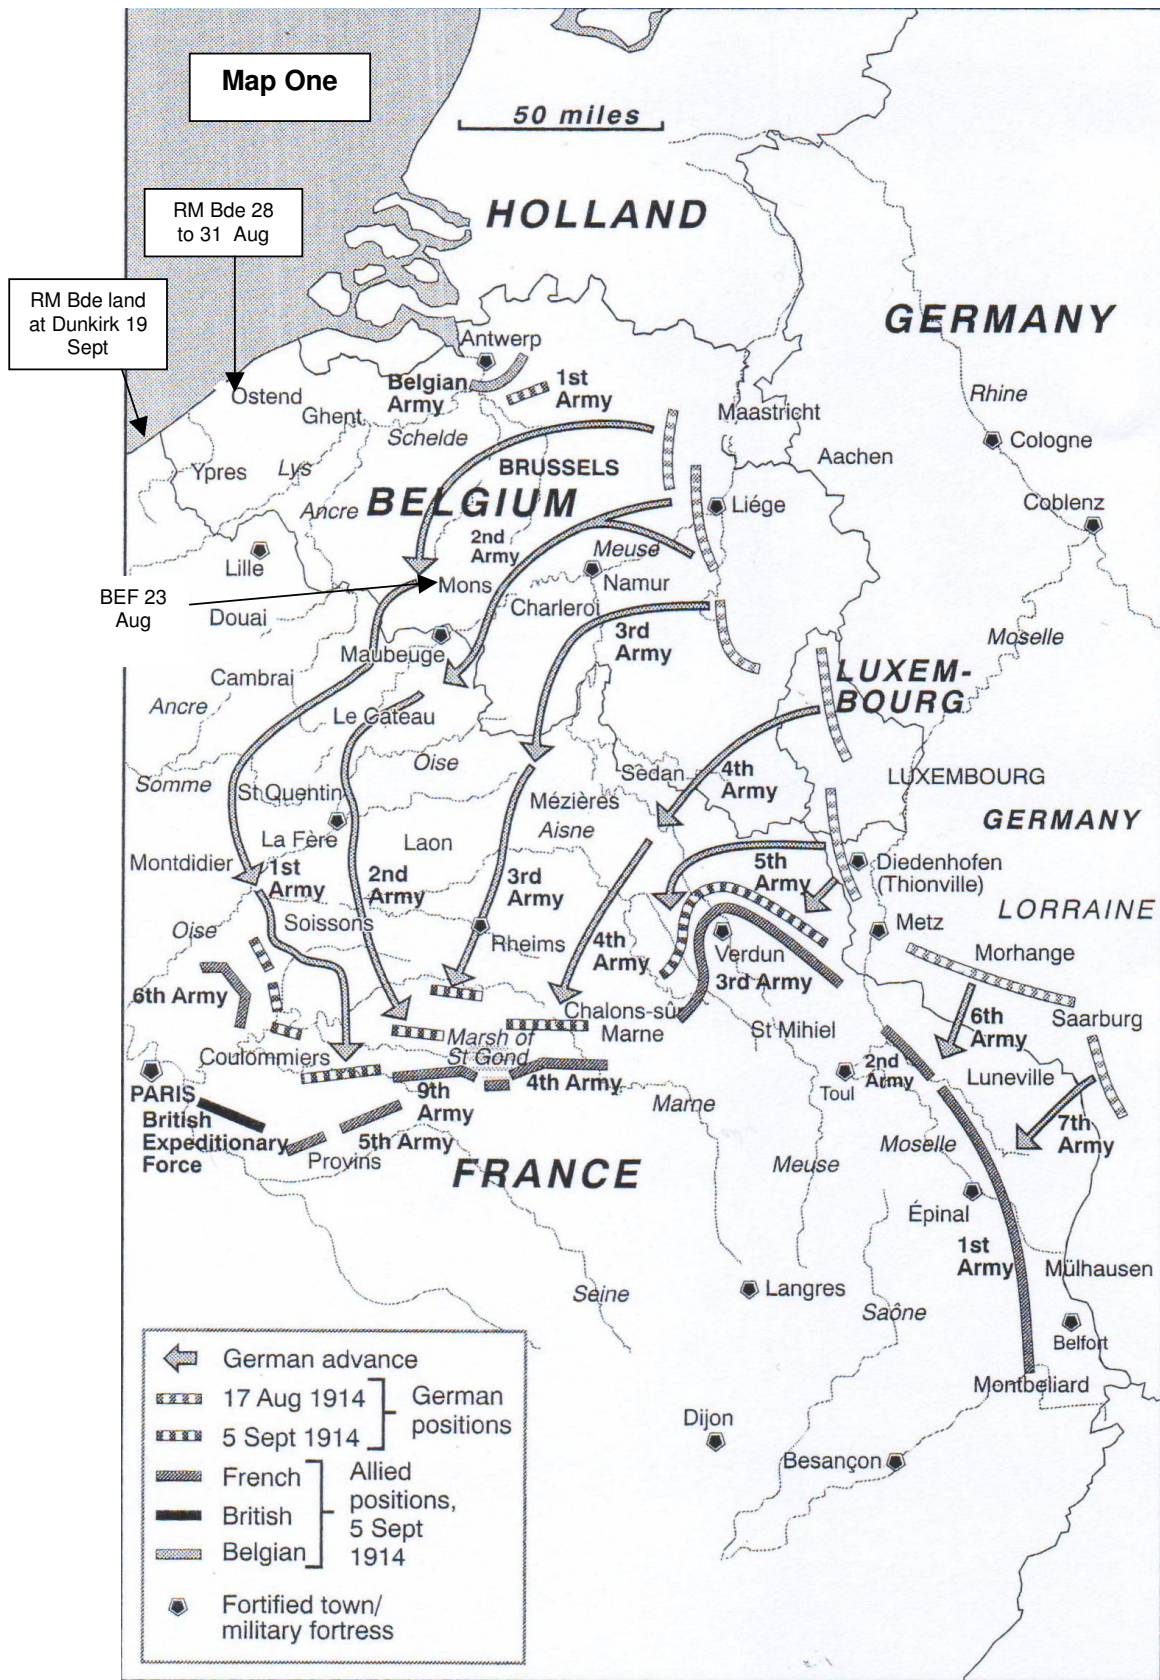 Map One
50 miles
HOLLAND
RM Bde 28
to 31 Aug
RM Bde land
at Dunkirk 19
Sept
GERMANY
Antwerp
Belgian
Army
1st
Army
Ostend
Ghent
Schelde
Maastricht
Rhine
Cologne
Aachen
Ypres
Lys
BRUSSELS
Ancre
BELGIUM
Liége
Coblenz
2nd
Army
Meuse
Lille
Namur
Mons
BEF 23
Aug
Charleroi
Douai
3rd
Army
Moselle
Maubeuge
Cambrai
LUXEM-
BOURG
Ancre
Le Cateau
Oise
Sedan
4th
Army
LUXEMBOURG
Somme
St Quentin
Mézières
GERMANY
La Fère
Laon
Aisne
Montdidier
1st
Army
2nd
Army
3rd
Army
5th
Army
Diedenhofen
(Thionville)
LORRAINE
Soissons
Oise
Rheims
4th
Army
Verdun
Metz
Morhange
3rd Army
6th Army
Chalons-sûr
Marne
St Mihiel
6th
Army
Saarburg
Coulommiers
Marsh of
St Gond
2nd
Army
Luneville
PARIS
9th
Army
4th Army
Toul
Marne
British
Expeditionary
Force
5th Army
Provins
7th
Army
Moselle
FRANCE
Meuse
Épinal
1st
Army
Mülhausen
Langres
Seine
Saône
Belfort
Montbeliard
Dijon
Besançon
German advance
17 Aug 1914
5 Sept 1914
German
positions
French
British
Belgian
Allied
positions,
5 Sept
1914
Fortified town/
military fortress